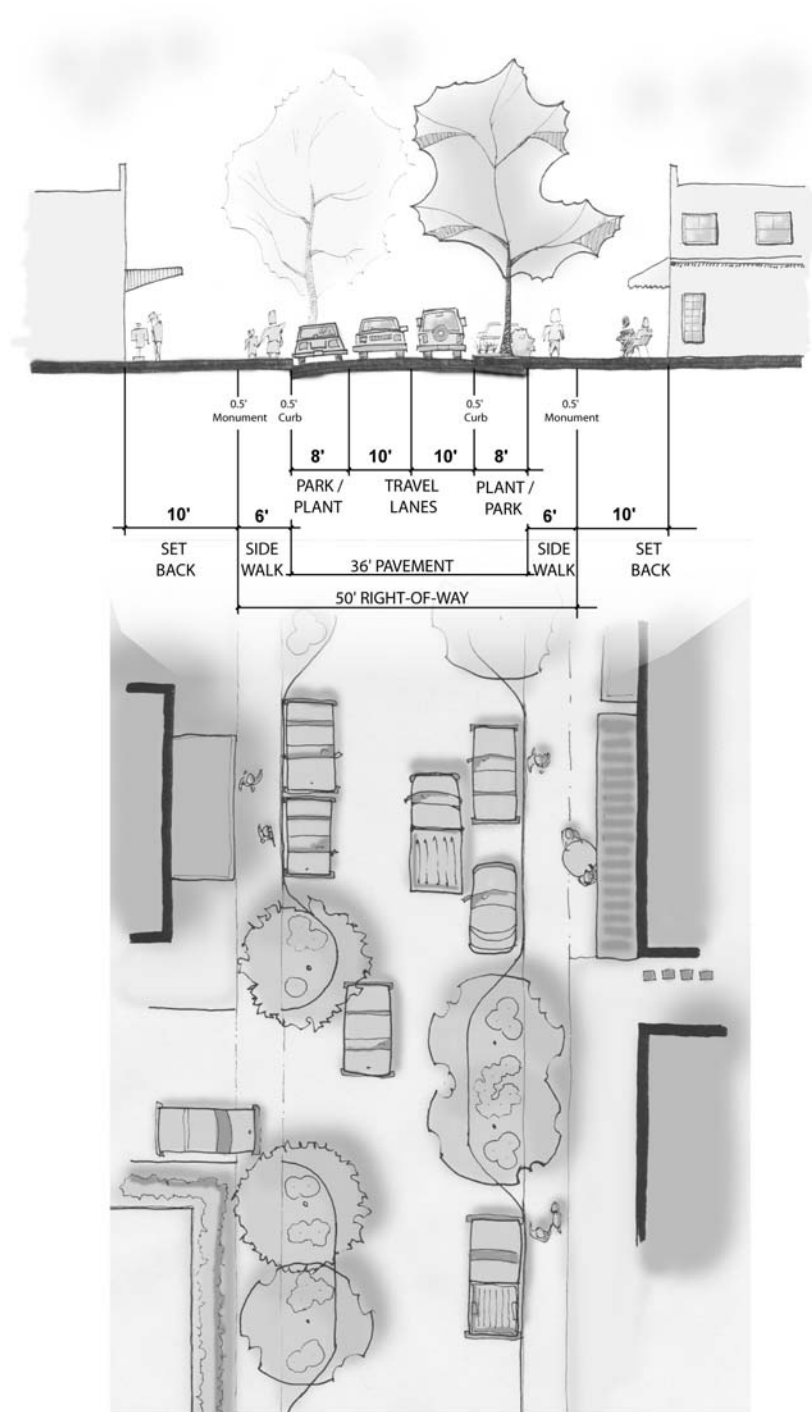 0.5'
Monument
0.5'
Curb
0.5'
Curb
0.5'
Monument
8'
10'
10'
8'
PARK /
PLANT
TRAVEL
LANES
PLANT /
PARK
10'
6'
6'
10'
SET
BACK
SIDE
WALK
36' PAVEMENT
SIDE
WALK
SET
BACK
50' RIGHT-OF-WAY